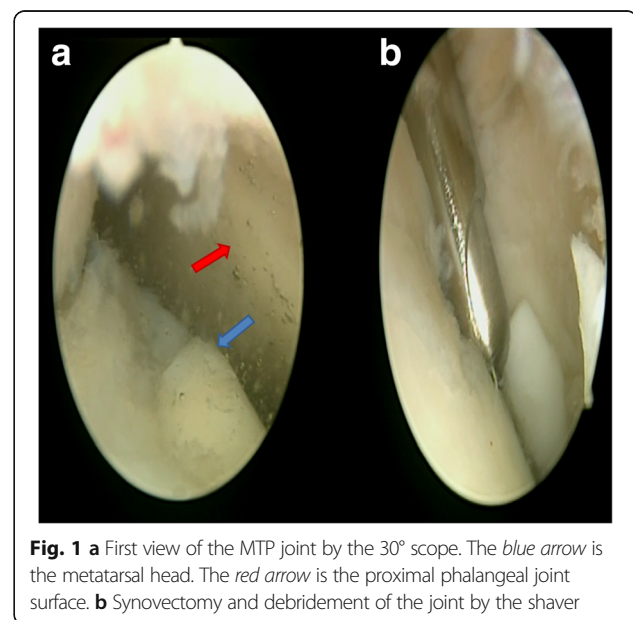 a
b
Fig. 1 a First view of the MTP joint by the 30° scope. The blue arrow is
the metatarsal head. The red arrow is the proximal phalangeal joint
surface. b Synovectomy and debridement of the joint by the shaver